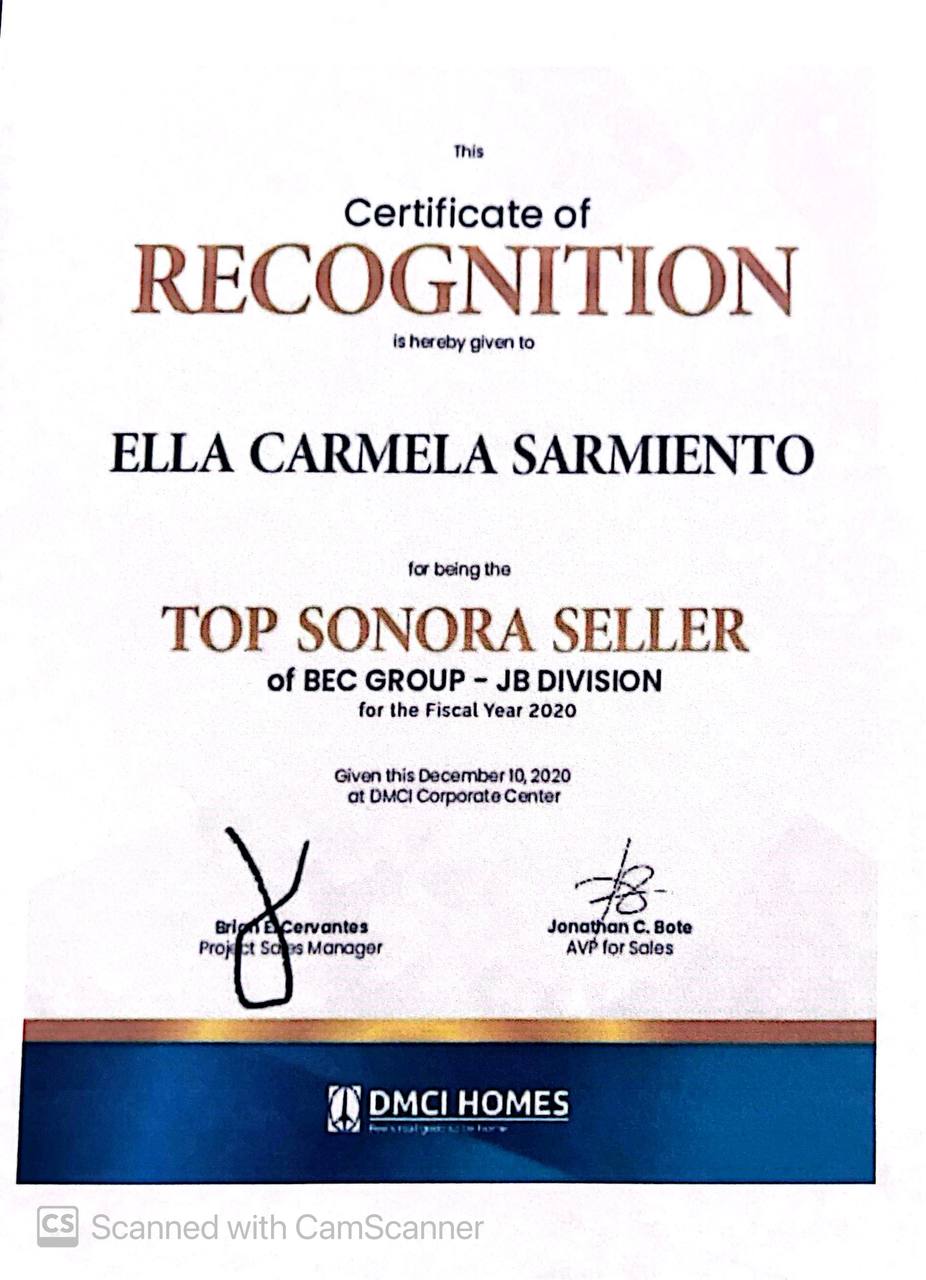 This
Certificate of
RECOGNITION
is hereby given to
ELLA CARMELA SARMIENTO
for being the
TOP SONORA SELLER
of BEC GROUP - JB DIVISION
for the Fiscal Year 2020
Given this December 10, 2020
at DMCI Corporate Center
Brian E. Cervantes
Project Sales Manager
Jonathan C. Bote
AVP for Sales
DMCI HOMES
CS Scanned with CamScanner